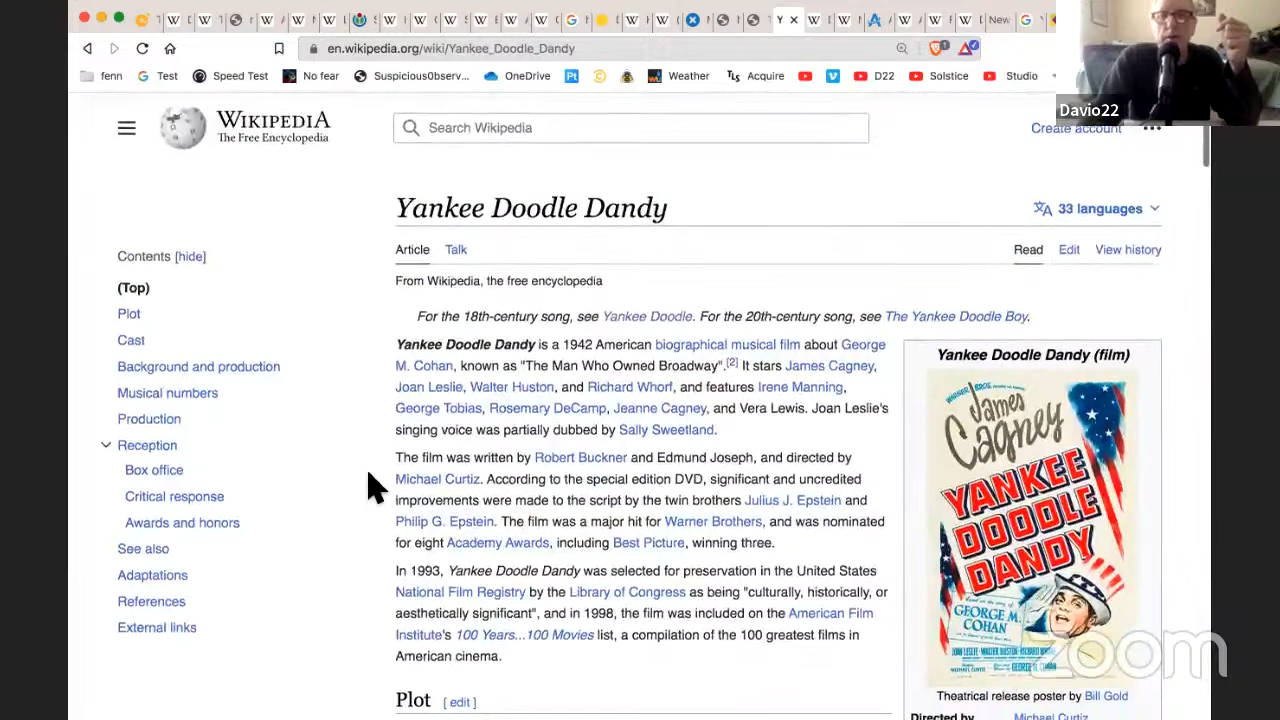 New
en.wikipedia.org/wiki/Yankee_Doodle_Dandy
fenn Test Speed Test No fear Suspicious0bserv... OneDrive Weather Acquire D22 Solstice Studio
Davio22
WIKIPEDIA
The Free Encyclopedia
Search Wikipedia
Create account
Yankee Doodle Dandy
33 languages
Article Talk Read Edit View history
From Wikipedia, the free encyclopedia
For the 18th-century song, see Yankee Doodle. For the 20th-century song, see The Yankee Doodle Boy.
Contents [hide]
(Top)
Plot
Cast
Background and production
Musical numbers
Production
Reception
Box office
Critical response
Awards and honors
See also
Adaptations
References
External links
Yankee Doodle Dandy is a 1942 American biographical musical film about George
M. Cohan, known as "The Man Who Owned Broadway".[2] It stars James Cagney,
Joan Leslie, Walter Huston, and Richard Whorf, and features Irene Manning,
George Tobias, Rosemary DeCamp, Jeanne Cagney, and Vera Lewis. Joan Leslie's
singing voice was partially dubbed by Sally Sweetland.
The film was written by Robert Buckner and Edmund Joseph, and directed by
Michael Curtiz. According to the special edition DVD, significant and uncredited
improvements were made to the script by the twin brothers Julius J. Epstein and
Philip G. Epstein. The film was a major hit for Warner Brothers, and was nominated
for eight Academy Awards, including Best Picture, winning three.
In 1993, Yankee Doodle Dandy was selected for preservation in the United States
National Film Registry by the Library of Congress as being "culturally, historically, or
aesthetically significant", and in 1998, the film was included on the American Film
Institute's 100 Years...100 Movies list, a compilation of the 100 greatest films in
American cinema.
Plot [ edit ]
Yankee Doodle Dandy (film)
WARNER BROS.
James
Cagney
YANKEE
DOODLE
DANDY
GEORGE M.
COHAN
Theatrical release poster by Bill Gold
Directed by Michael Curtiz
zoom